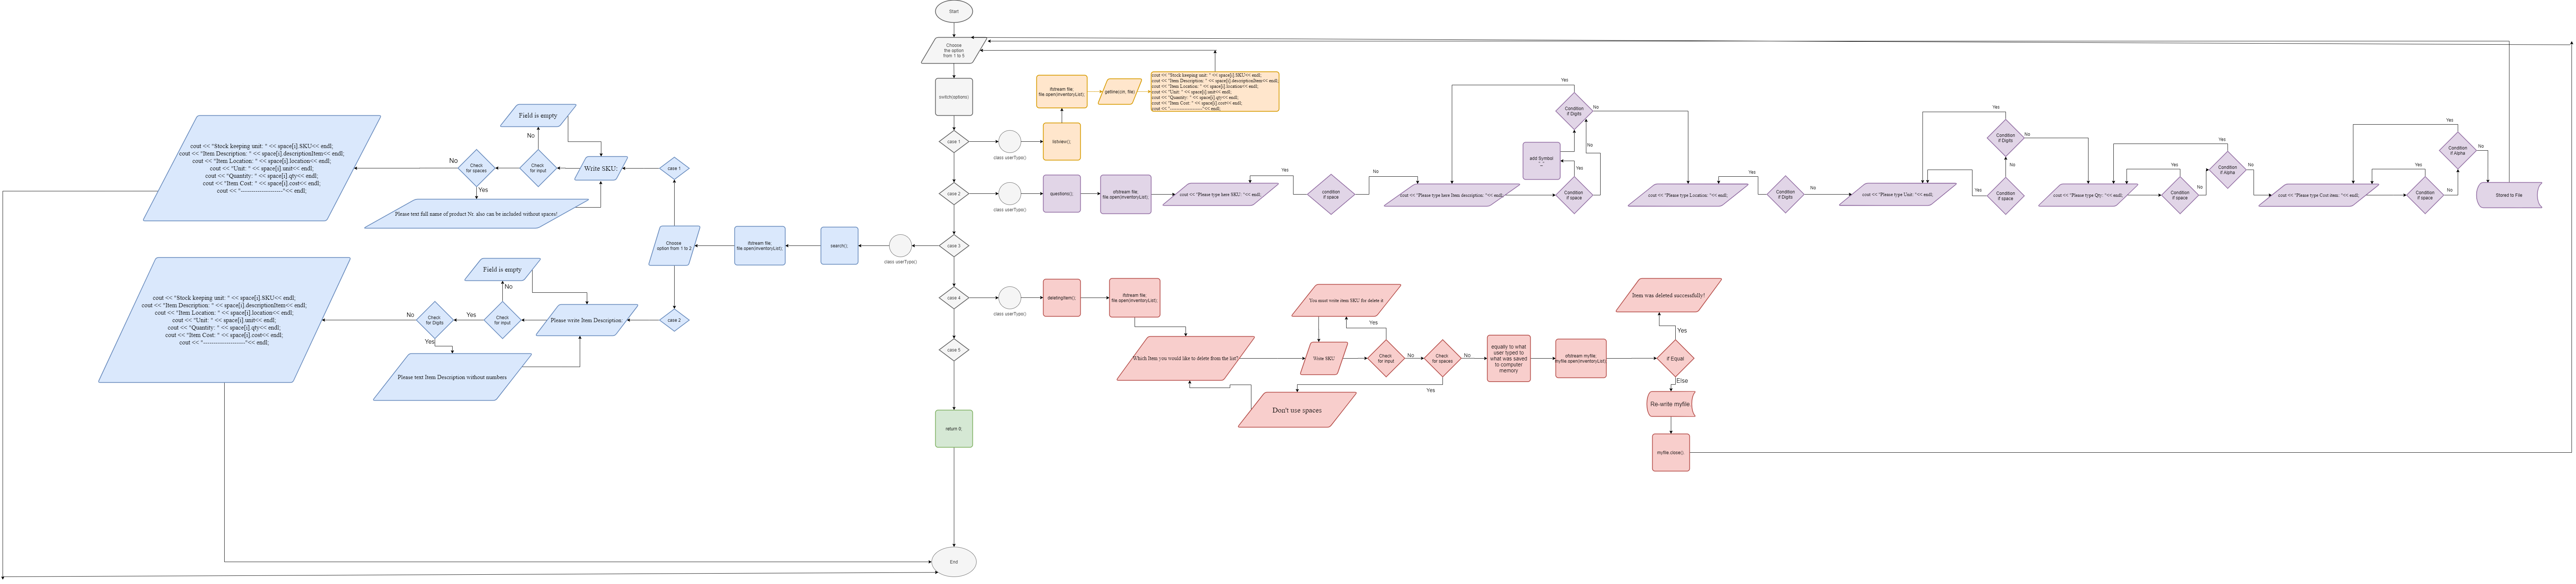 Start
Choose
the option
from 1 to 5
switch(options)
case 1
class userType()
listview();
ifstream file;
file.open(inventoryList)
getline(cin, file)
cout << "Stock keeping unit: " << space[i].SKU<< endl;
cout << "Item Description: " << space[i].descriptionItem<< endl;
cout << "Item Location: " << space[i].location<< endl;
cout << "Unit: " << space[i].unit<< endl;
cout << "Quantity: " << space[i].qty<< endl;
cout << "Item Cost: " << space[i].cost<< endl;
case 2
class userType()
questions();
ifstream file;
file.open(inventoryList);
cout << "Please type here SKU: "<< endl;
Yes
condition
if space
No
cout << "Please type here Item description: "<< endl;
Condition
if space
Yes
No
add Symbol
Condition
if Digits
Yes
No
cout << "Please type Location: "<< endl;
Yes
Condition
if Digits
No
cout << "Please type Unit: "<< endl;
Yes
Condition
if space
No
Condition
if Digits
Yes
No
cout << "Please type Qty: "<< endl;
Yes
Condition
if space
No
Condition
if Alpha
Yes
No
cout << "Please type Cost item: "<< endl;
Yes
Condition
if space
No
Condition
if Alpha
Yes
No
Stored to File
case 3
class userType()
search();
ifstream file;
file.open(inventoryList);
Choose
option from 1 to 2
case 1
Write SKU:
Check
for input
No
Field is empty
Check
for spaces
Yes
No
Please text full name of product Nr. also can be included without spaces!
cout << "Stock keeping unit: " << space[i].SKU<< endl;
cout << "Item Description: " << space[i].descriptionItem<< endl;
cout << "Item Location: " << space[i].location<< endl;
cout << "Unit: " << space[i].unit<< endl;
cout << "Quantity: " << space[i].qty<< endl;
cout << "Item Cost: " << space[i].cost<< endl;
case 2
Please write Item Description:
Check
for input
No
Field is empty
Yes
Check
for Digits
No
Yes
Please text Item Description without numbers
cout << "Stock keeping unit: " << space[i].SKU<< endl;
cout << "Item Description: " << space[i].descriptionItem<< endl;
cout << "Item Location: " << space[i].location<< endl;
cout << "Unit: " << space[i].unit<< endl;
cout << "Quantity: " << space[i].qty<< endl;
cout << "Item Cost: " << space[i].cost<< endl;
case 4
class userType()
deletingItem();
ifstream file;
file.open(inventoryList);
Which Item you would like to delete from the list?
You must write item SKU for delete it
Write SKU
Check
for input
Yes
No
Check
for spaces
No
Yes
Don't use spaces
equally to what
user typed to
what was saved
to computer
memory
ofstream myfile;
myfile.open(inventoryList);
if Equal
Yes
Item was deleted successfully!
Else
Re-write myfile
myfile.close()
case 5
return 0;
End